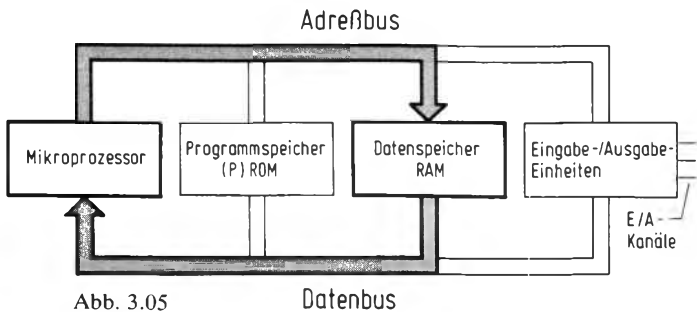 Adreßbus
Mikroprozessor
Programmspeicher
(P) ROM
Datenspeicher
RAM
Eingabe-/Ausgabe-
Einheiten
E/A
Kanäle
Abb. 3.05
Datenbus